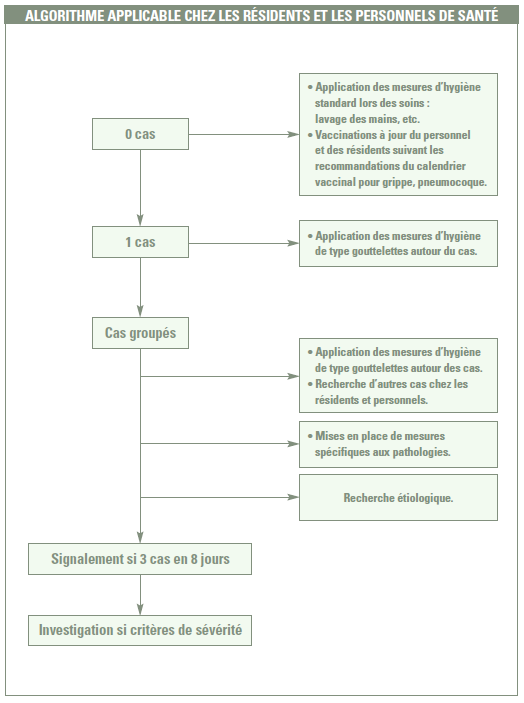 ALGORITHME APPLICABLE CHEZ LES RÉSIDENTS ET LES PERSONNELS DE SANTÉ
0 cas
• Application des mesures d'hygiène
standard lors des soins :
lavage des mains, etc.
• Vaccinations à jour du personnel
et des résidents suivant les
recommandations du calendrier
vaccinal pour grippe, pneumocoque.
1 cas
• Application des mesures d'hygiène
de type gouttelettes autour du cas.
Cas groupés
• Application des mesures d'hygiène
de type gouttelettes autour des cas.
• Recherche d'autres cas chez les
résidents et personnels.
• Mises en place de mesures
spécifiques aux pathologies.
Recherche étiologique.
Signalement si 3 cas en 8 jours
Investigation si critères de sévérité